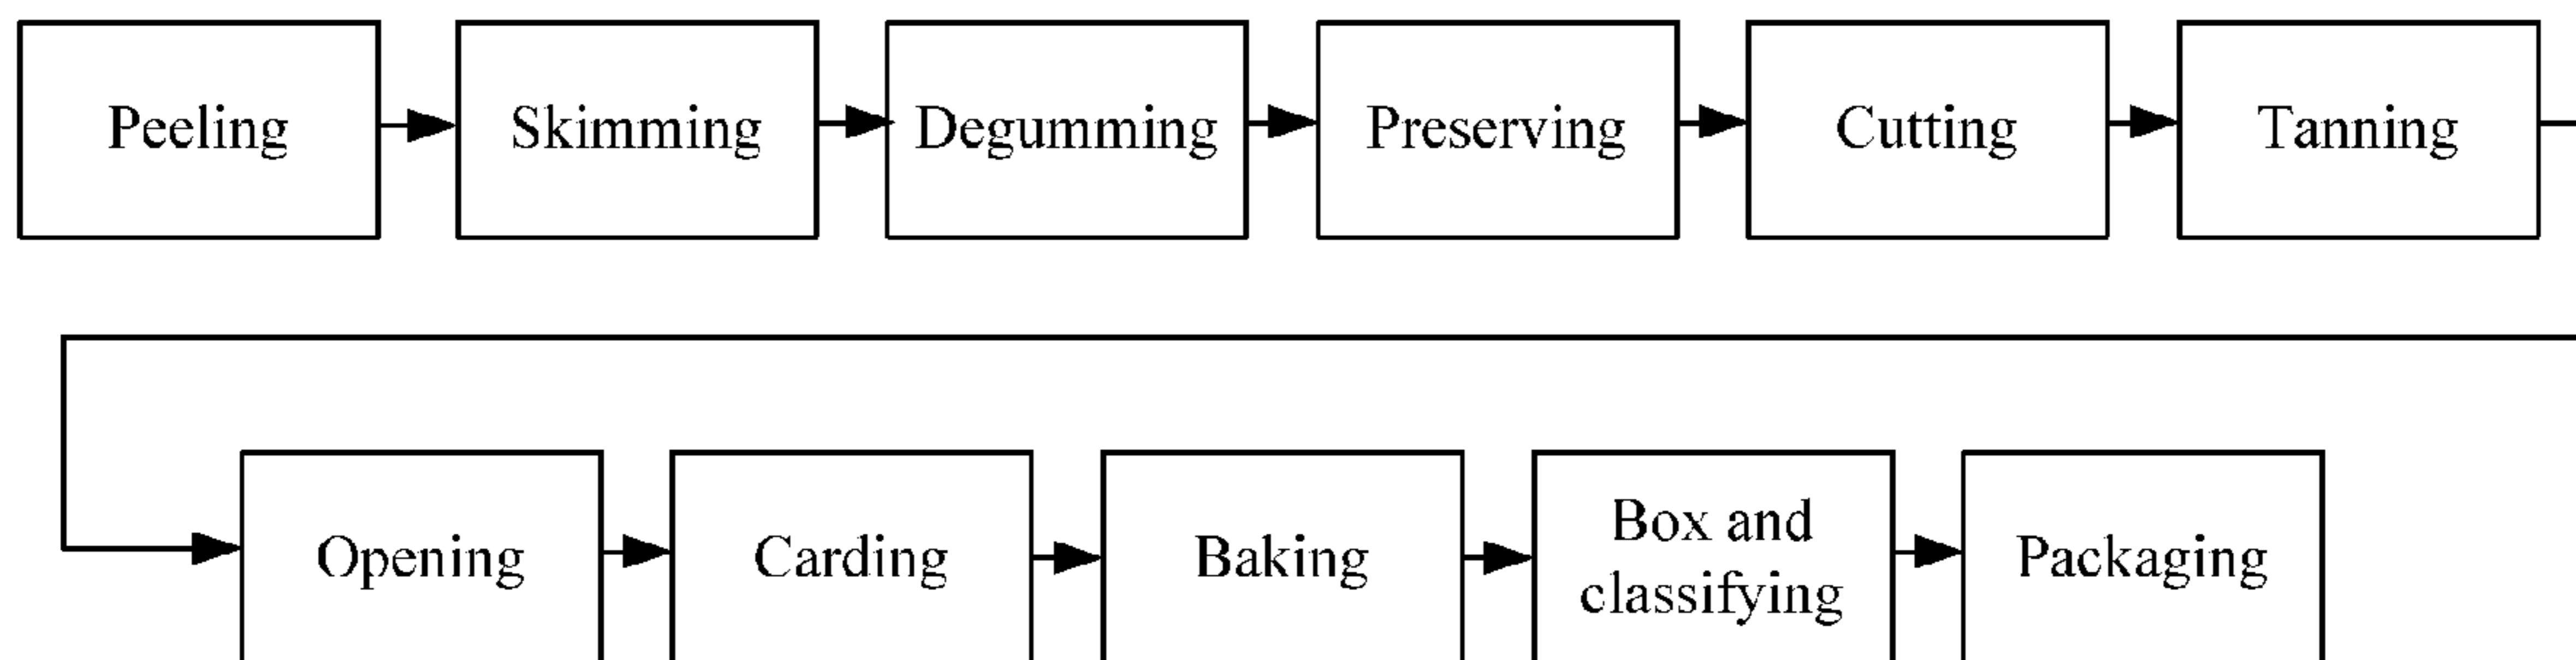 Peeling
Skimming
Degumming
Preserving
Cutting
Tanning
Opening
Carding
Baking
Box and
classifying
Packaging